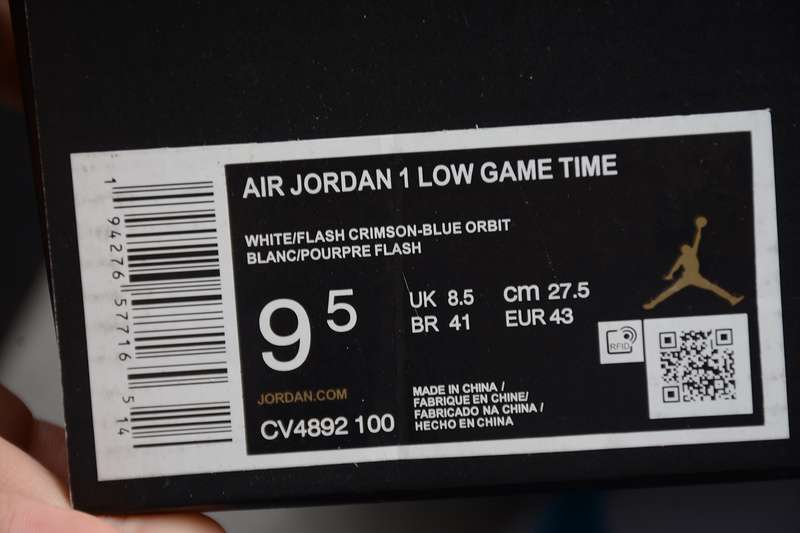 AIR JORDAN 1 LOW GAME TIME
WHITE/FLASH CRIMSON-BLUE ORBIT
BLANC/POURPRE FLASH
9 5
UK 8.5 cm 27.5
BR 41 EUR 43
RFID
JORDAN.COM
CV4892 100
MADE IN CHINA /
FABRIQUE EN CHINE/
FABRICADO NA CHINA /
HECHO EN CHINA
1 94276 57716 514